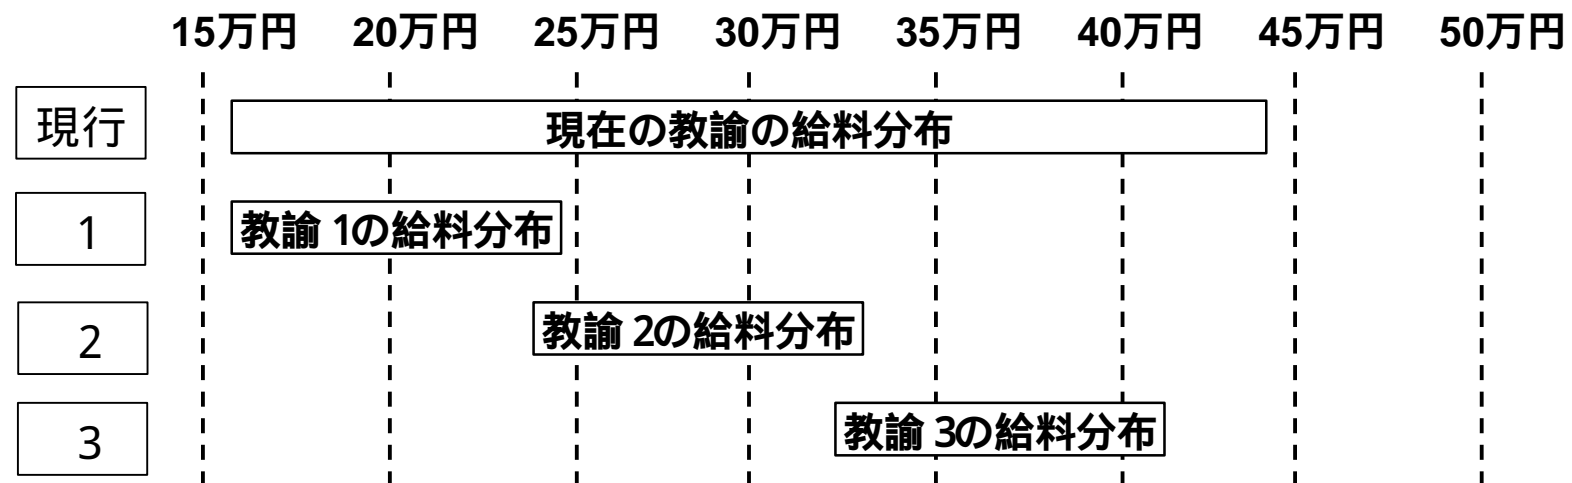 15万円 20万円 25万円 30万円 35万円 40万円 45万円 50万円
現行 現在の教諭の給料分布
1 教諭 1の給料分布
2 教諭 2の給料分布
3 教諭 3の給料分布